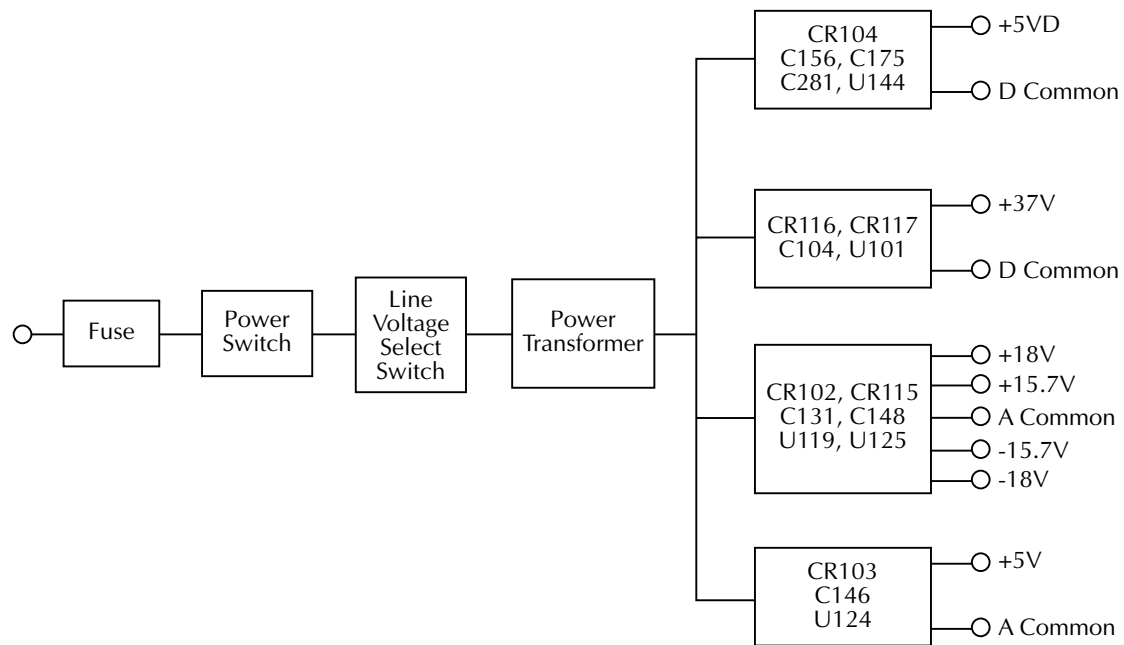 Fuse
Power
Switch
Line
Voltage
Select
Switch
Power
Transformer
CR104
C156, C175
C281, U144
+5VD
D Common
CR116, CR117
C104, U101
+37V
D Common
CR102, CR115
C131, C148
U119, U125
+18V
+15.7V
A Common
-15.7V
-18V
CR103
C146
U124
+5V
A Common